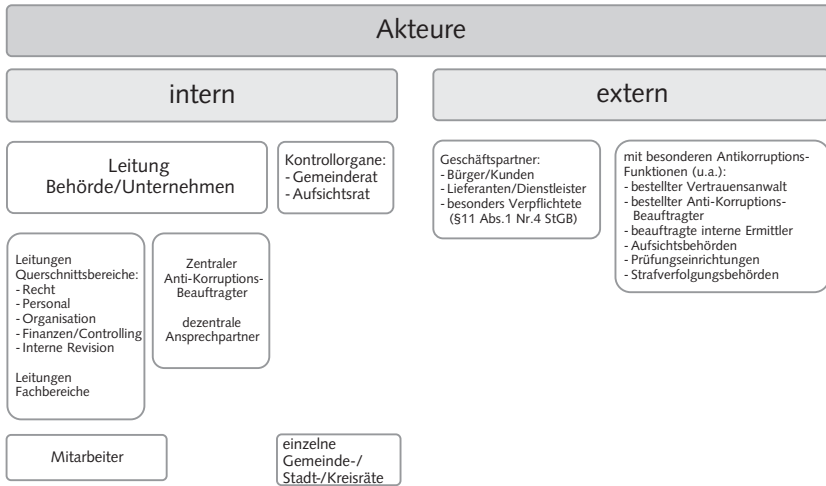 Akteure
intern
extern
Leitung
Behörde/Unternehmen
Kontrollorgane:
- Gemeinderat
- Aufsichtsrat
Geschäftspartner:
- Bürger/Kunden
- Lieferanten/Dienstleister
- besonders Verpflichtete
(§11 Abs.1 Nr.4 StGB)
mit besonderen Antikorruptions-
Funktionen (u.a.):
- bestellter Vertrauensanwalt
- bestellter Anti-Korruptions-
Beauftragter
- beauftragte interne Ermittler
- Aufsichtsbehörden
- Prüfungseinrichtungen
- Strafverfolgungsbehörden
Leitungen
Querschnittsbereiche:
- Recht
- Personal
- Organisation
- Finanzen/Controlling
- Interne Revision
Leitungen
Fachbereiche
Zentraler
Anti-Korruptions-
Beauftragter
dezentrale
Ansprechpartner
Mitarbeiter
einzelne
Gemeinde-/
Stadt-/Kreisräte